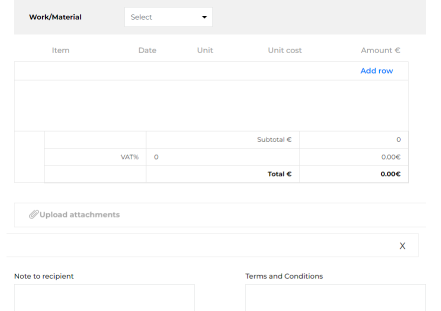 Work/Material Select
Item Date Unit Unit cost Amount €
Add row
Subtotal € 0
VAT% 0 0.00€
Total € 0.00€
Upload attachments
X
Note to recipient Terms and Conditions